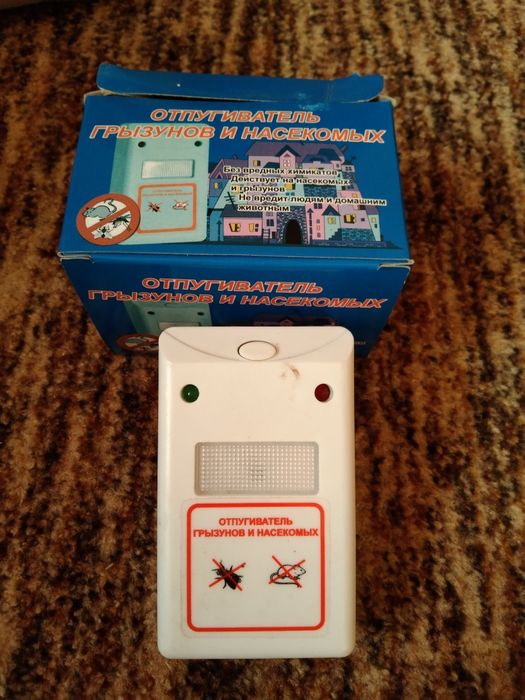 ОТПУГИВАТЕЛЬ
ГРЫЗУНОВ И НАСЕКОМЫХ
Без вредных химикатов
Действует на насекомых
и грызунов
Не вредит людям и домашним
животным
ОТПУГИВАТЕЛЬ
ГРЫЗУНОВ И НАСЕКОМЫХ
ОТПУГИВАТЕЛЬ
ГРЫЗУНОВ И НАСЕКОМЫХ